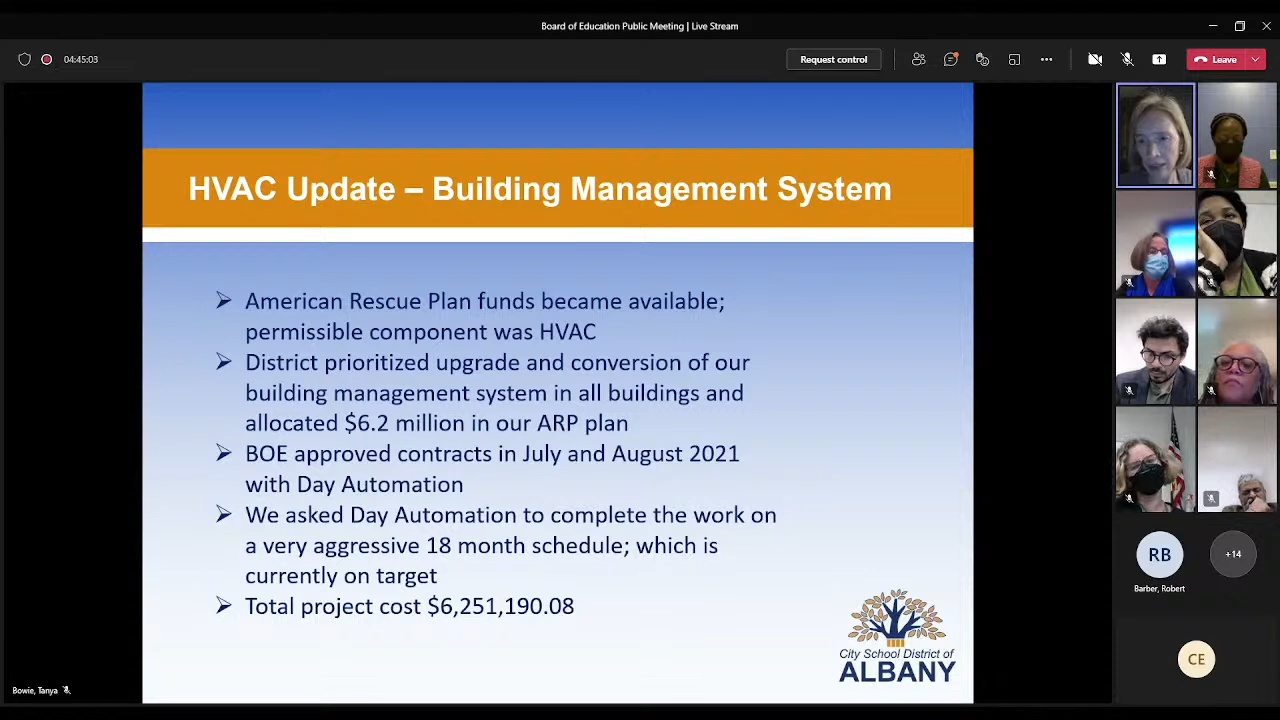 Board of Education Public Meeting | Live Stream
04:45:03
Request control
Leave
HVAC Update – Building Management System
American Rescue Plan funds became available;
permissible component was HVAC
District prioritized upgrade and conversion of our
building management system in all buildings and
allocated $6.2 million in our ARP plan
BOE approved contracts in July and August 2021
with Day Automation
We asked Day Automation to complete the work on
a very aggressive 18 month schedule; which is
currently on target
Total project cost $6,251,190.08
City School District of
ALBANY
RB
+14
Barber, Robert
CE
Bowie, Tanya